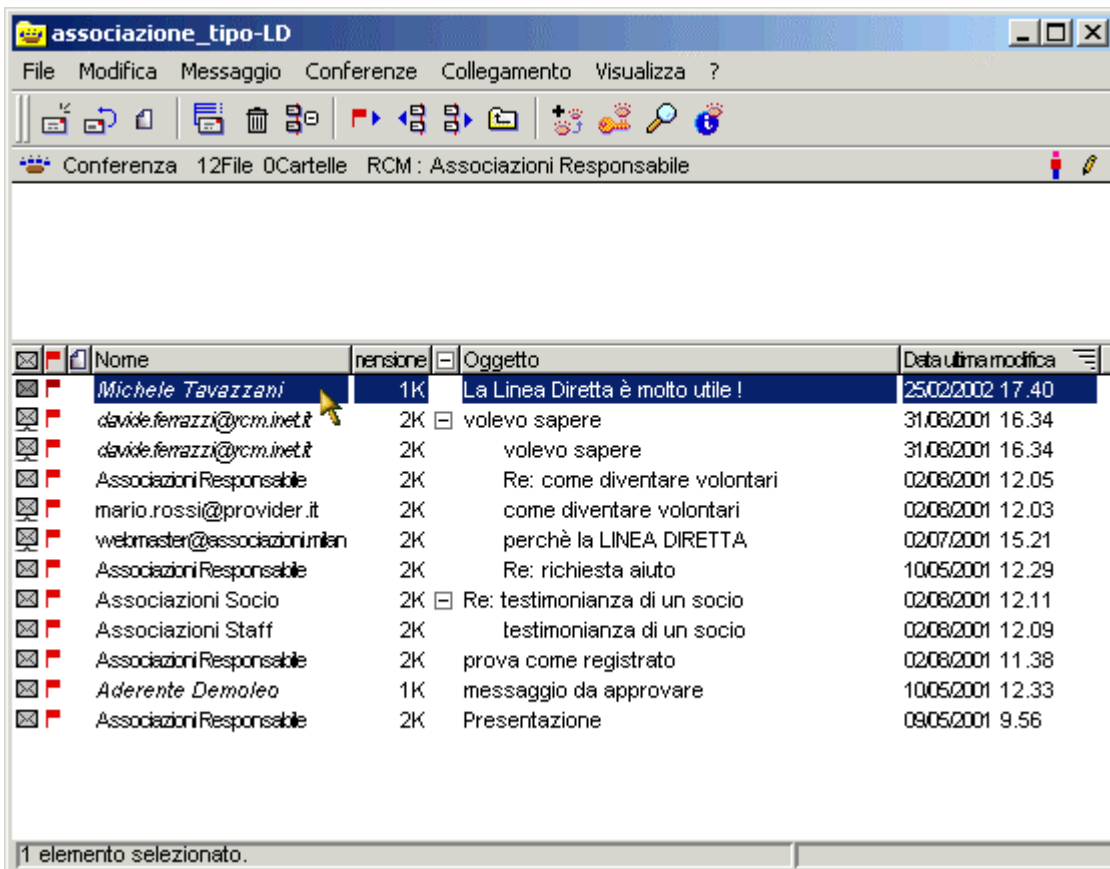 associazione_tipo-LD
File Modifica Messaggio Conferenze Collegamento Visualizza ?
Conferenza 12File 0Cartelle RCM : Associazioni Responsabile
Nome nensione Oggetto Data ultima modifica
Michele Tavazzani 1K La Linea Diretta è molto utile !  25/02/2002 17.40
davide.ferrazzi@rcm.inet.it 2K volevo sapere 31/08/2001 16.34
davide.ferrazzi@rcm.inet.it 2K volevo sapere 31/08/2001 16.34
Associazioni Responsabile 2K Re: come diventare volontari 02/08/2001 12.05
mario.rossi@provider.it 2K come diventare volontari 02/08/2001 12.03
webmaster@associazioni.milan 2K perchè la LINEA DIRETTA 02/07/2001 15.21
Associazioni Responsabile 2K Re: richiesta aiuto 10/05/2001 12.29
Associazioni Socio 2K Re: testimonianza di un socio 02/08/2001 12.11
Associazioni Staff 2K testimonianza di un socio 02/08/2001 12.09
Associazioni Responsabile 2K prova come registrato 02/08/2001 11.38
Aderente Demoleo 1K messaggio da approvare 10/05/2001 12.33
Associazioni Responsabile 2K Presentazione 09/05/2001 9.56
1 elemento selezionato.